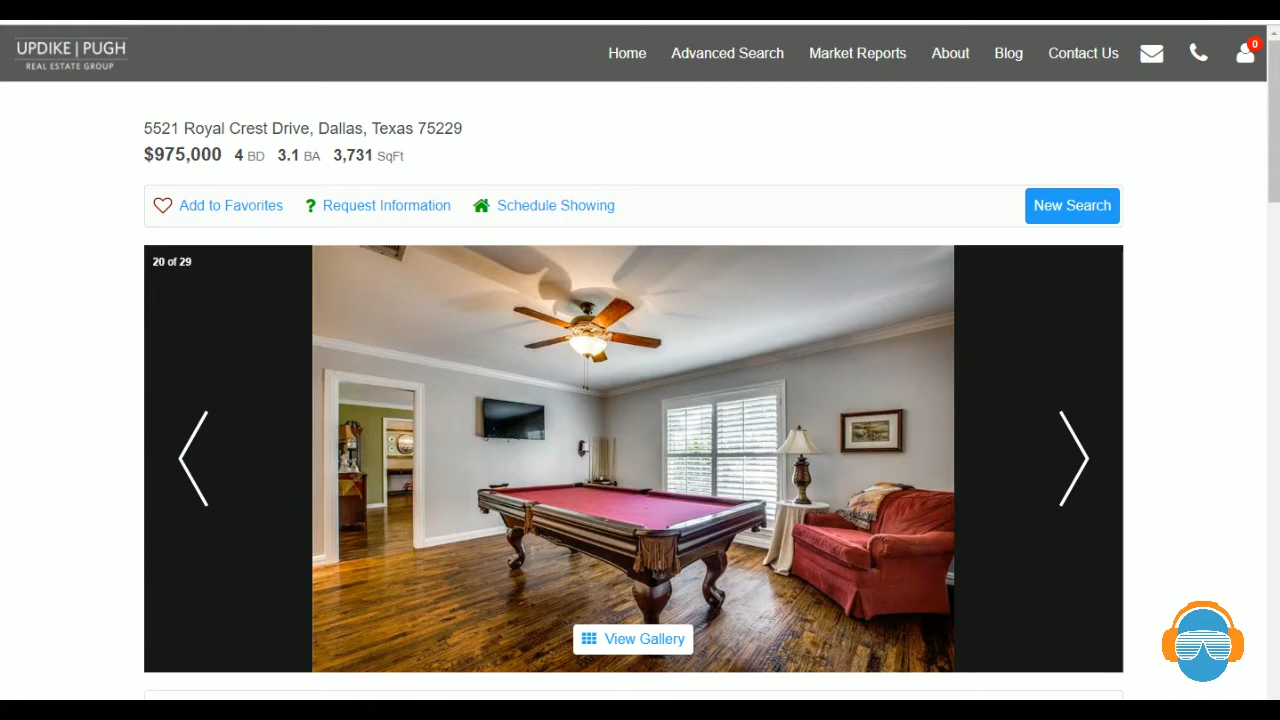 UPDIKE | PUGH
REAL ESTATE GROUP
Home Advanced Search Market Reports About Blog Contact Us 0
5521 Royal Crest Drive, Dallas, Texas 75229
$975,000 4 BD 3.1 BA 3,731 SqFt
Add to Favorites ? Request Information Schedule Showing New Search
20 of 29
View Gallery